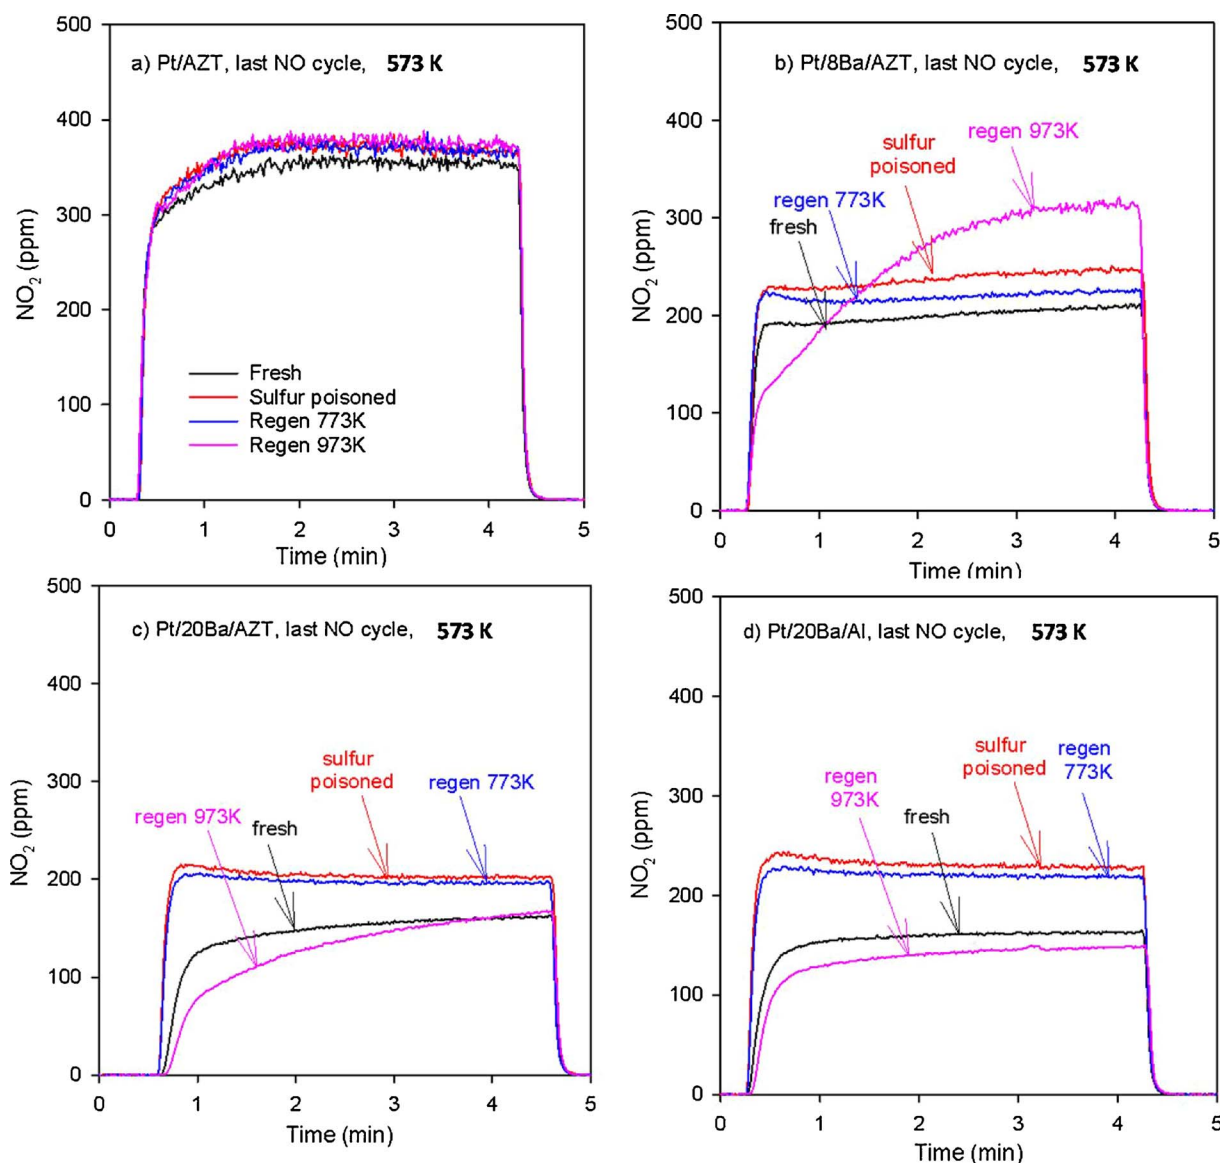 500
400
300
200
100
0
NO2 (ppm)
a) Pt/AZT, last NO cycle, 573 K
Fresh
Sulfur poisoned
Regen 773K
Regen 973K
0 1 2 3 4 5
Time (min)
500
400
300
200
100
0
NO2 (ppm)
b) Pt/8Ba/AZT, last NO cycle, 573 K
regen 973K
sulfur
poisoned
regen 773K
fresh
0 1 2 3 4 5
Time (min)
500
400
300
200
100
0
NO2 (ppm)
c) Pt/20Ba/AZT, last NO cycle, 573 K
sulfur
poisoned
regen 773K
regen 973K
fresh
0 1 2 3 4 5
Time (min)
500
400
300
200
100
0
NO2 (ppm)
d) Pt/20Ba/Al, last NO cycle, 573 K
sulfur
poisoned
regen
773K
regen
973K
fresh
0 1 2 3 4 5
Time (min)